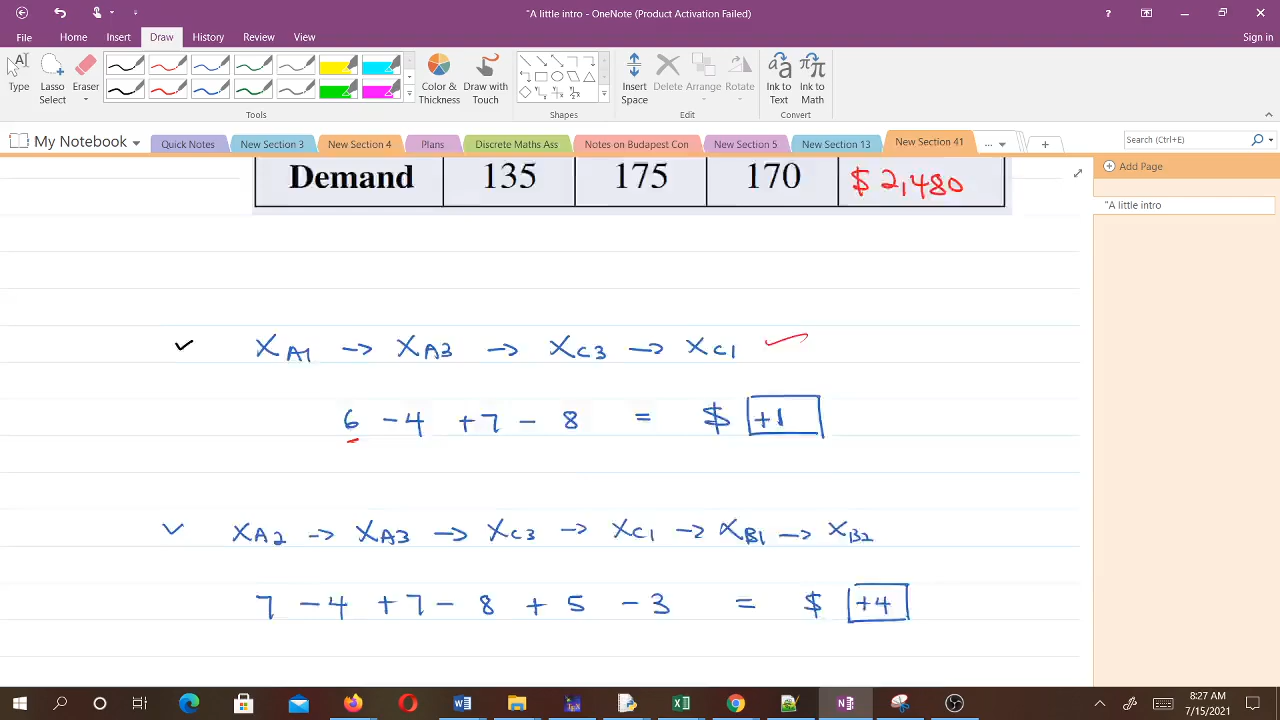 "A little intro - OneNote (Product Activation Failed)
File Home Insert Draw History Review View Sign in
Type Lasso Select Eraser Color & Thickness Draw with Touch Insert Space Delete Arrange Rotate Ink to Text Ink to Math
Tools Shapes Edit Convert
My Notebook Quick Notes New Section 3 New Section 4 Plans Discrete Maths Ass Notes on Budapest Con New Section 5 New Section 13 New Section 41 ... Search (Ctrl+E)
Add Page
"A little intro
Demand 135 175 170 $ 2,480
✓ XA1 → XA3 → XC3 → XC1 ✓
6 - 4 + 7 - 8 = $ +1
✓ XA2 → XA3 → XC3 → XC1 → XB1 → XB2
7 - 4 + 7 - 8 + 5 - 3 = $ +4
8:27 AM
7/15/2021